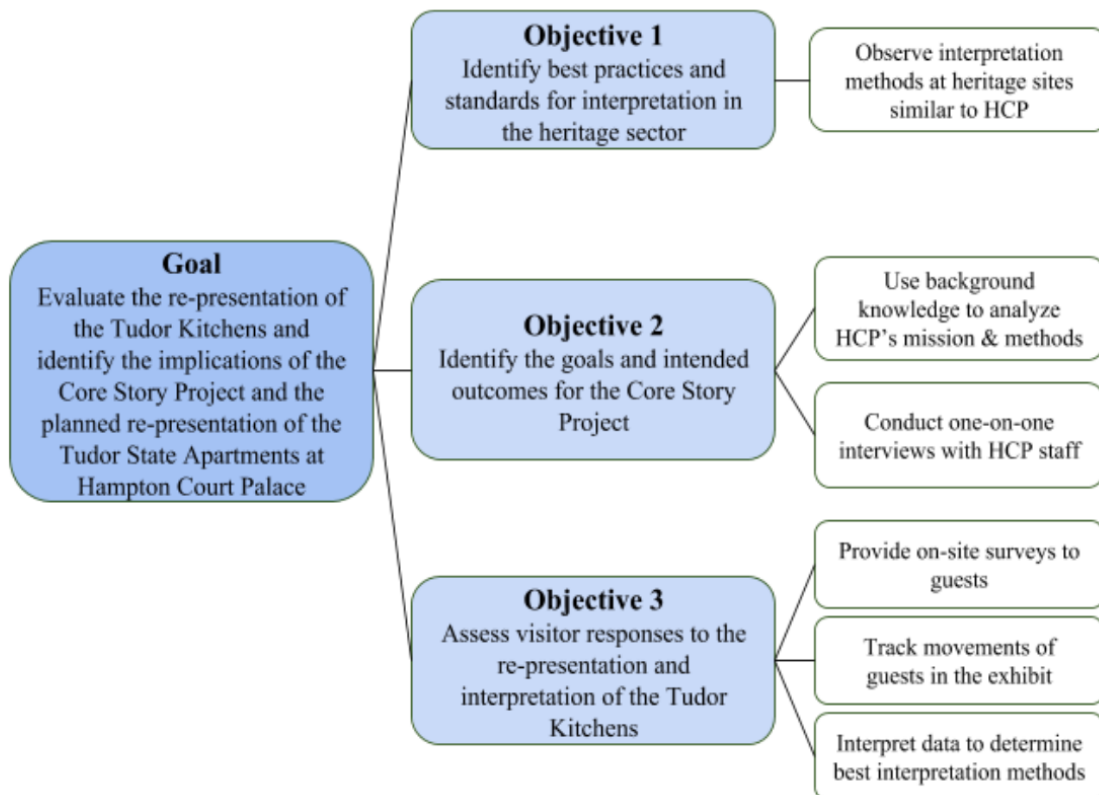 Goal
Evaluate the re-presentation of
the Tudor Kitchens and
identify the implications of the
Core Story Project and the
planned re-presentation of the
Tudor State Apartments at
Hampton Court Palace
Objective 1
Identify best practices and
standards for interpretation in
the heritage sector
Observe interpretation
methods at heritage sites
similar to HCP
Objective 2
Identify the goals and intended
outcomes for the Core Story
Project
Use background
knowledge to analyze
HCP's mission & methods
Conduct one-on-one
interviews with HCP staff
Objective 3
Assess visitor responses to the
re-presentation and
interpretation of the Tudor
Kitchens
Provide on-site surveys to
guests
Track movements of
guests in the exhibit
Interpret data to determine
best interpretation methods